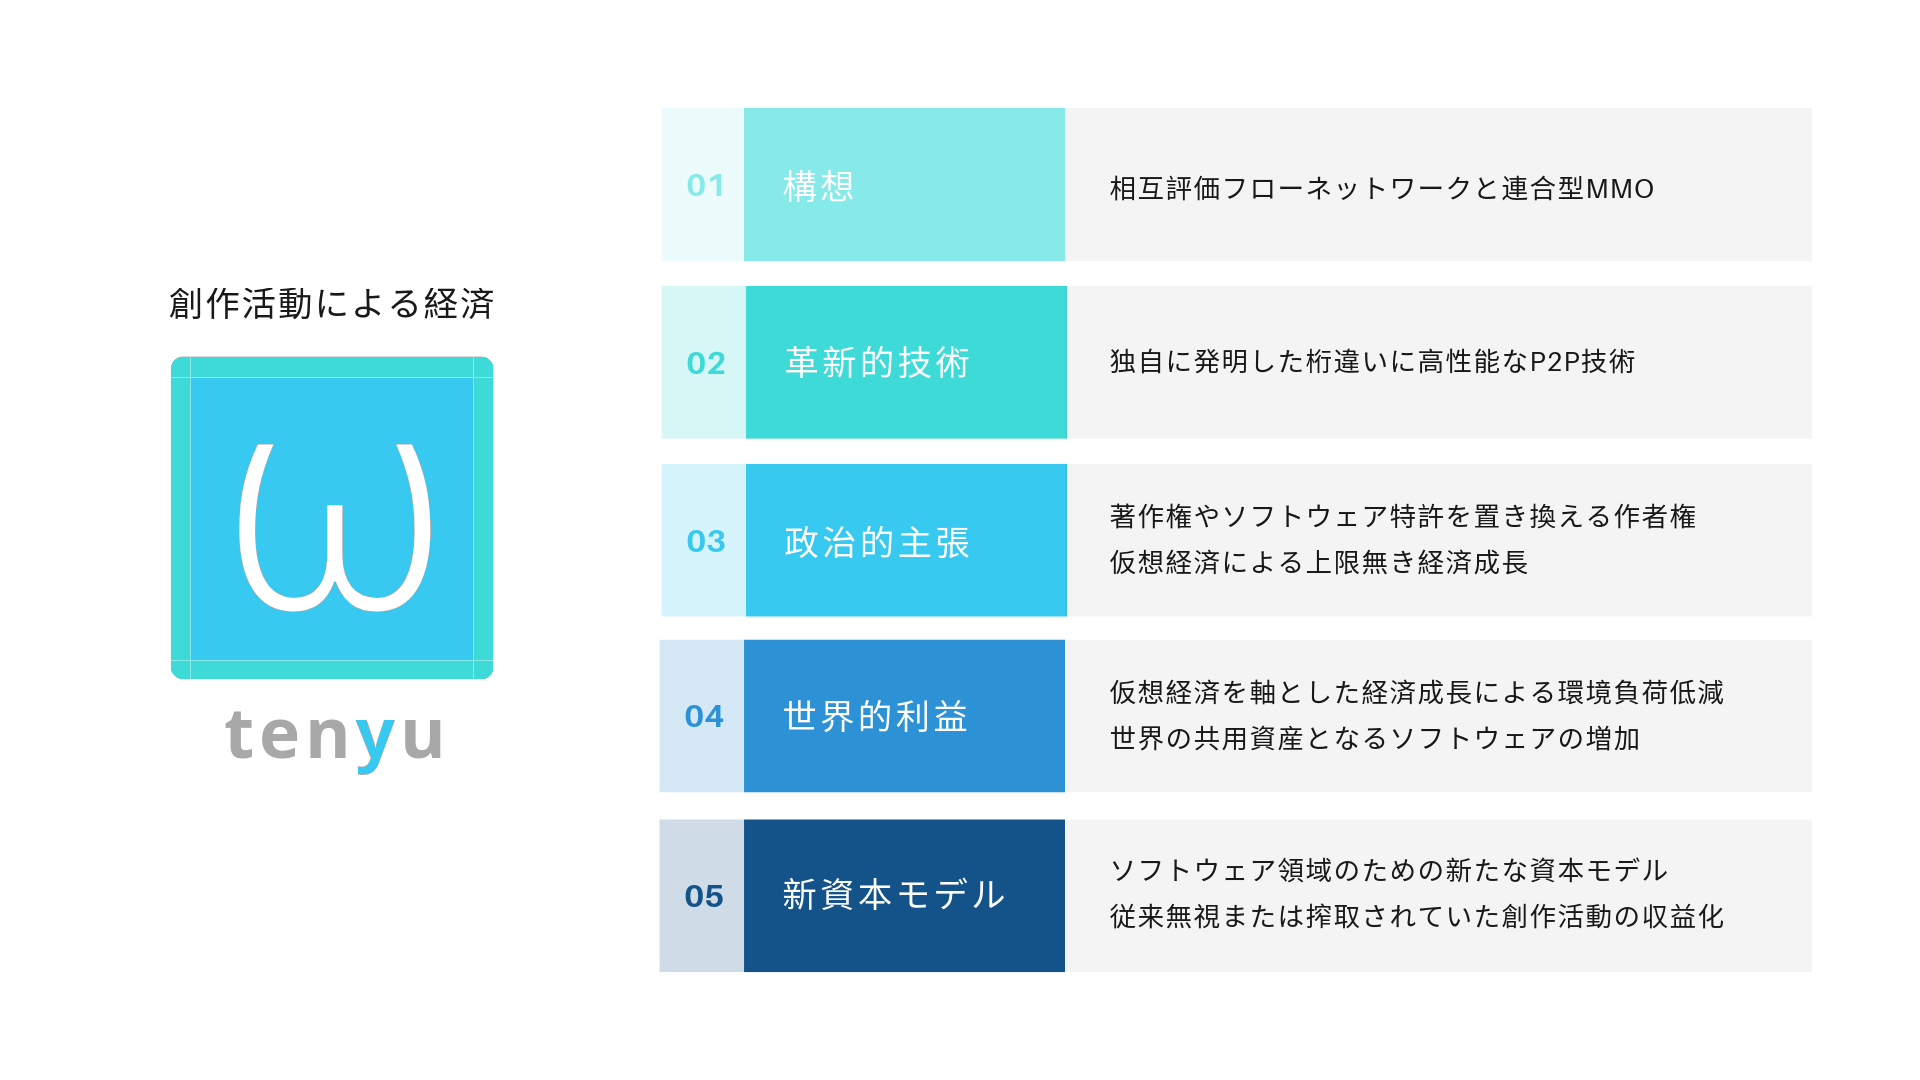 創作活動による経済
ω
tenyu
01
構想
相互評価フローネットワークと連合型MMO
02
革新的技術
独自に発明した桁違いに高性能なP2P技術
03
政治的主張
著作権やソフトウェア特許を置き換える作者権
仮想経済による上限無き経済成長
04
世界的利益
仮想経済を軸とした経済成長による環境負荷低減
世界の共用資産となるソフトウェアの増加
05
新資本モデル
ソフトウェア領域のための新たな資本モデル
従来無視または搾取されていた創作活動の収益化